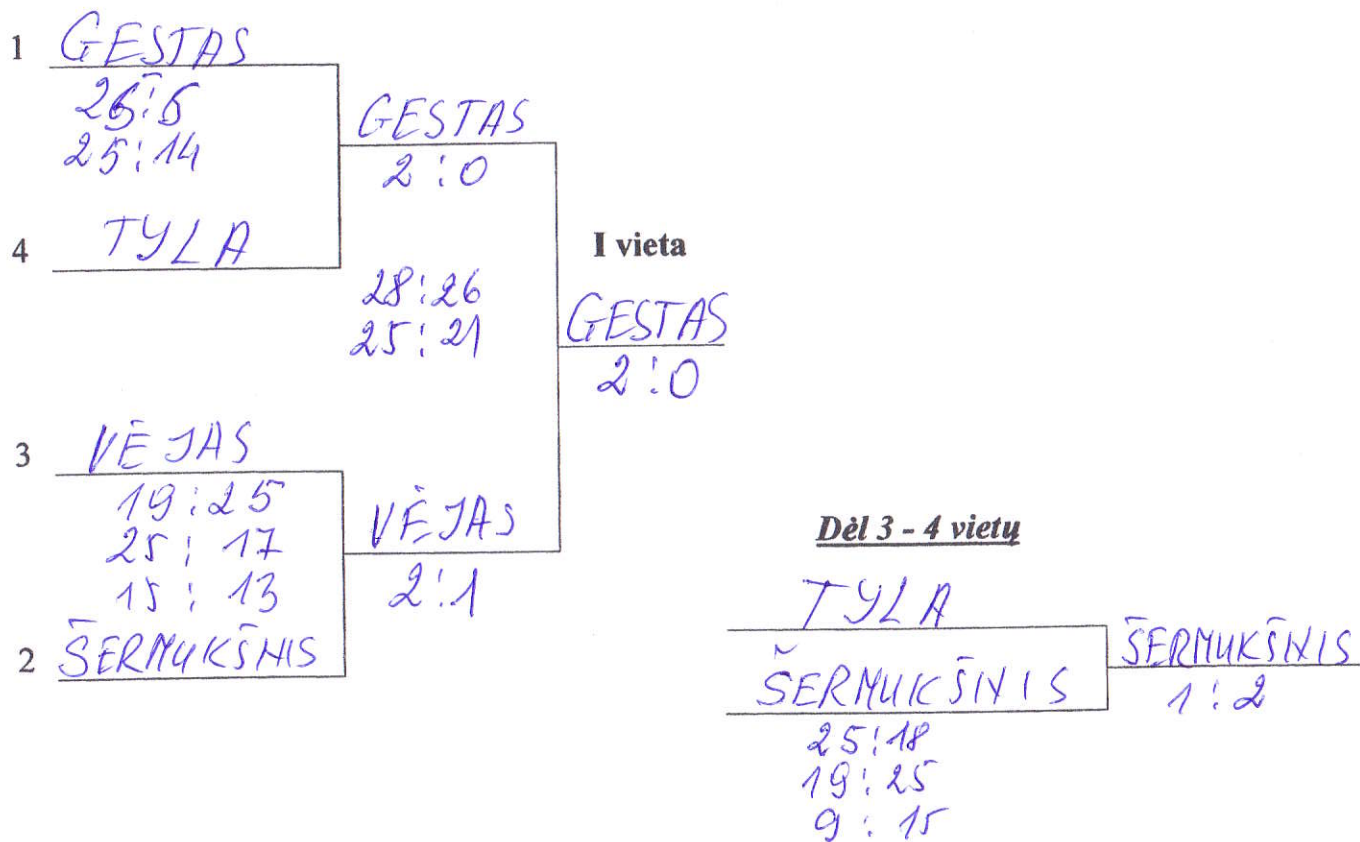 1 GESTAS
25:14
GESTAS
2:0
4 TYLA
28:26
25:21
I vieta
GESTAS
2:0
3 VĖJAS
19:25
25:17
15:13
VĖJAS
2:1
2 ŠERMUKŠNIS
Dėl 3 - 4 vietų
TYLA
ŠERMUKŠNIS
25:18
19:25
9:15
ŠERMUKŠNIS
1:2